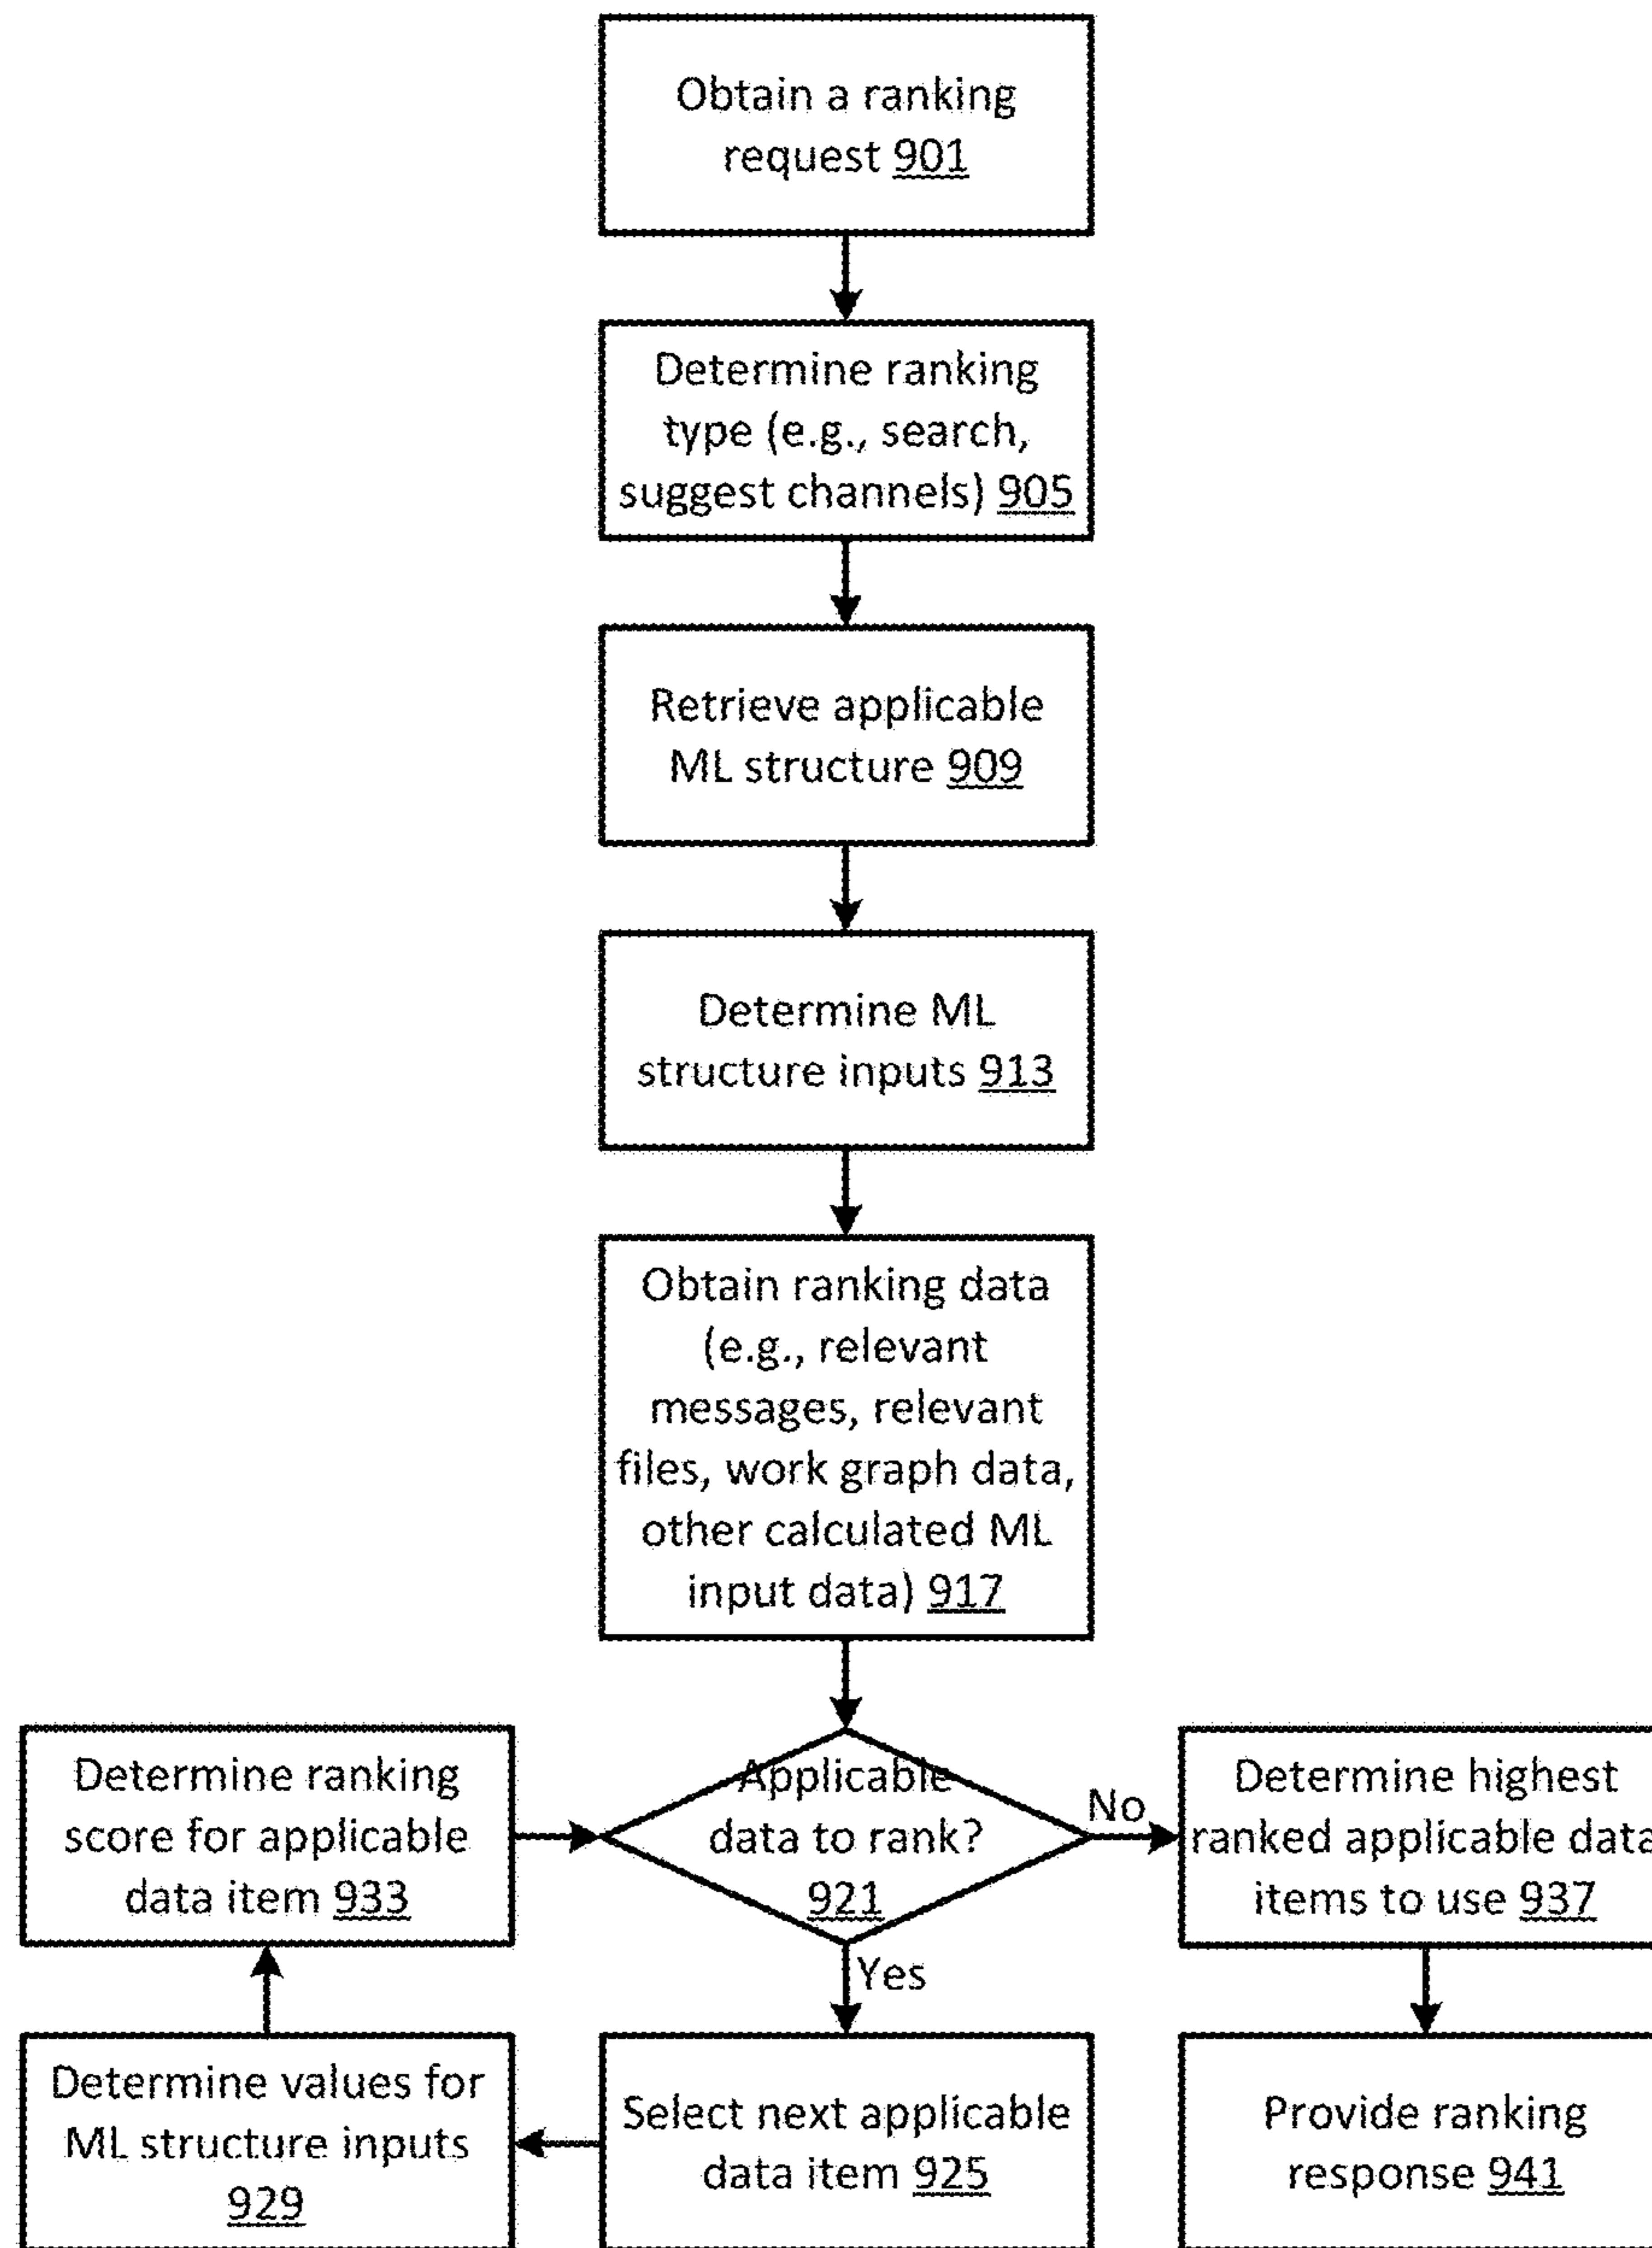 Obtain a ranking
request 901
Determine ranking
type (e.g., search,
suggest channels) 905
Retrieve applicable
ML structure 909
Determine ML
structure inputs 913
Obtain ranking data
(e.g., relevant
messages, relevant
files, work graph data,
other calculated ML
input data) 917
Applicable
data to rank?
921
No
Yes
Determine highest
ranked applicable data
items to use 937
Provide ranking
response 941
Select next applicable
data item 925
Determine values for
ML structure inputs
929
Determine ranking
score for applicable
data item 933